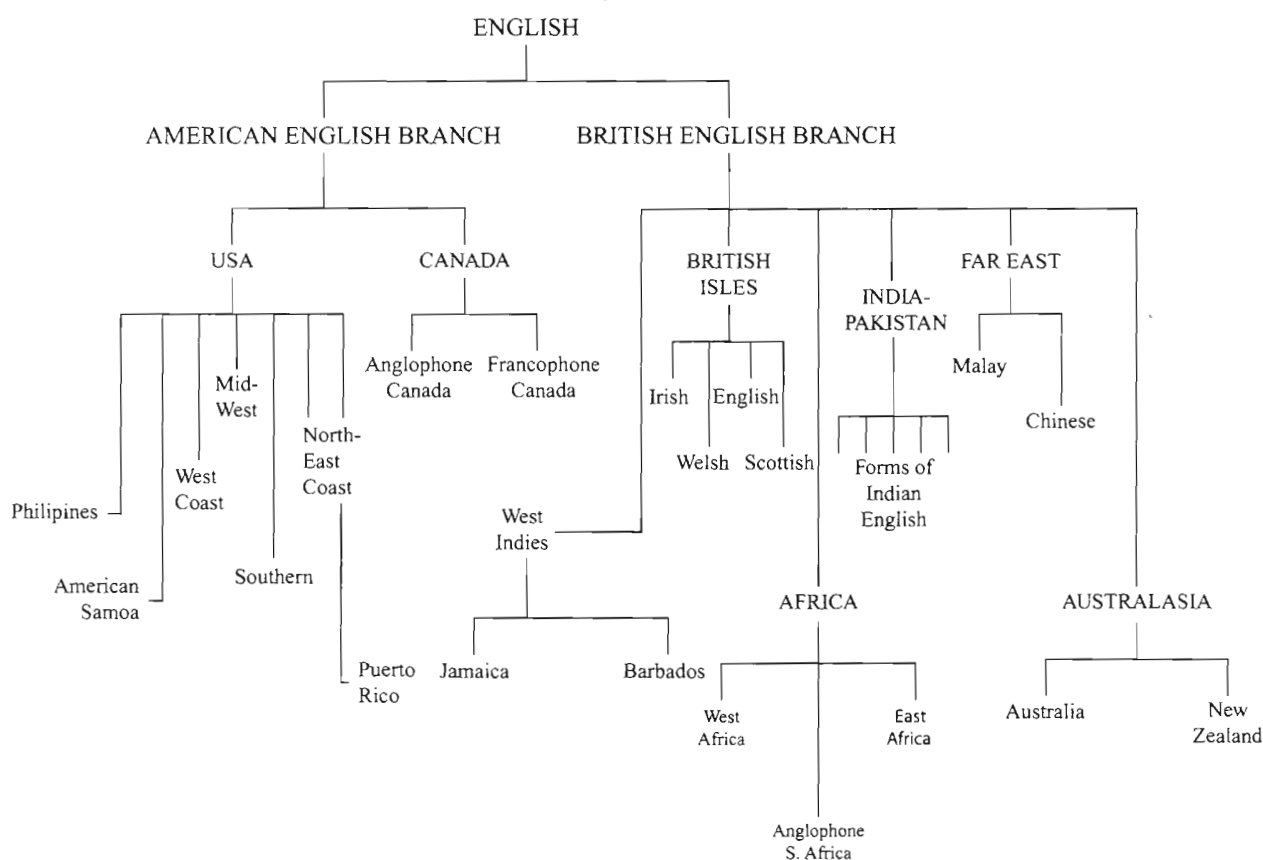 ENGLISH
AMERICAN ENGLISH BRANCH
BRITISH ENGLISH BRANCH
USA
CANADA
BRITISH
ISLES
INDIA-
PAKISTAN
FAR EAST
Anglophone
Canada
Francophone
Canada
Mid-
West
North-
East
Coast
West
Coast
Philipines
American
Samoa
Southern
Puerto
Rico
Irish
English
Welsh
Scottish
Malay
Chinese
Forms of
Indian
English
West
Indies
Jamaica
Barbados
AFRICA
AUSTRALASIA
West
Africa
East
Africa
Anglophone
S. Africa
Australia
New
Zealand